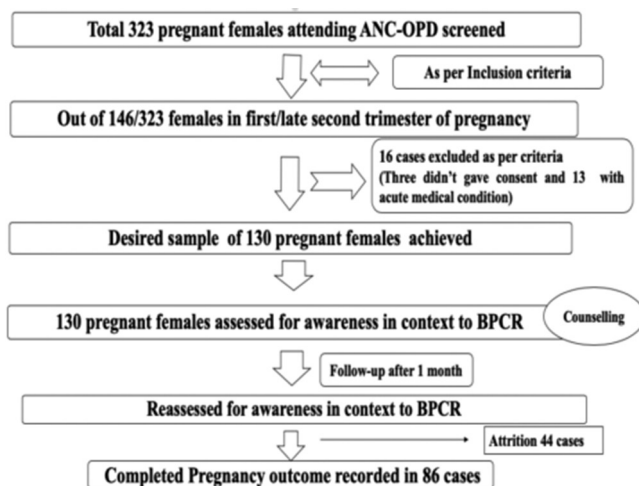 Total 323 pregnant females attending ANC-OPD screened
As per Inclusion criteria
Out of 146/323 females in first/late second trimester of pregnancy
16 cases excluded as per criteria
(Three didn't gave consent and 13 with
acute medical condition)
Desired sample of 130 pregnant females achieved
130 pregnant females assessed for awareness in context to BPCR
Counselling
Follow-up after 1 month
Reassessed for awareness in context to BPCR
Attrition 44 cases
Completed Pregnancy outcome recorded in 86 cases